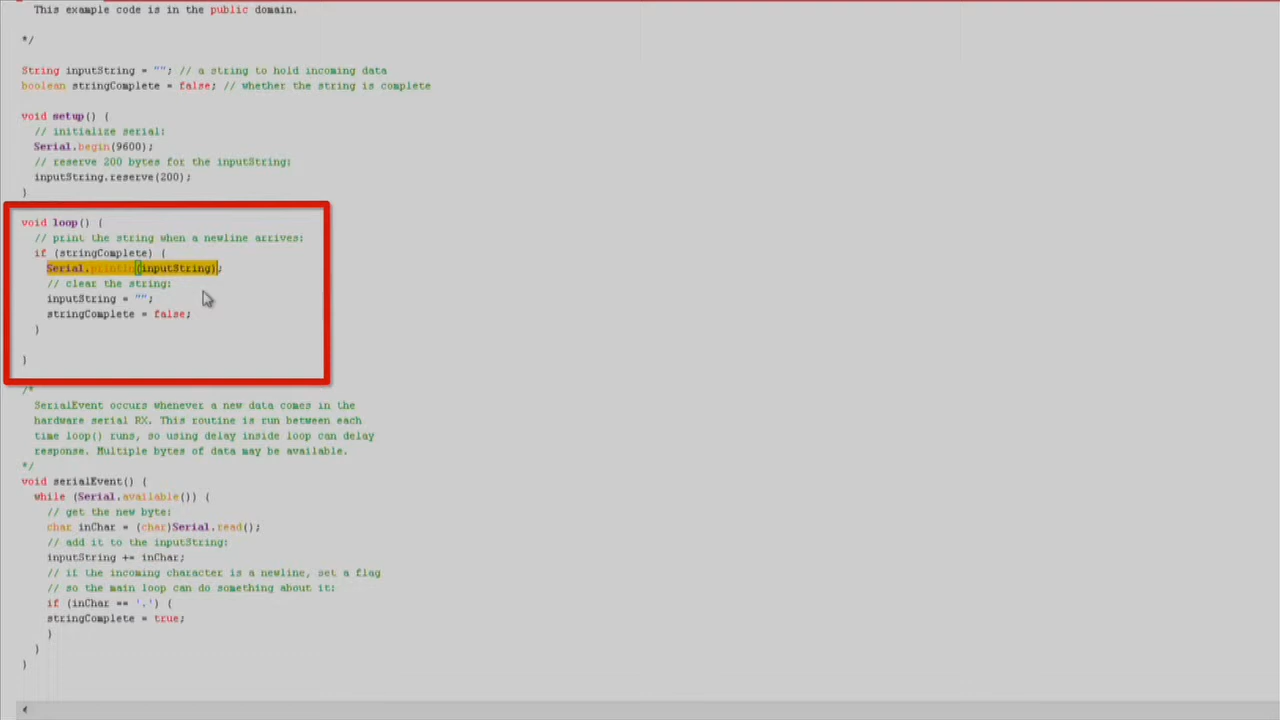 This example code is in the public domain.
*/
String inputString = ""; // a string to hold incoming data
boolean stringComplete = false; // whether the string is complete
void setup() {
// initialize serial:
Serial.begin(9600);
// reserve 200 bytes for the inputString:
inputString.reserve(200);
}
void loop() {
// print the string when a newline arrives:
if (stringComplete) {
Serial.println(inputString);
// clear the string:
inputString = "";
stringComplete = false;
}
}
/*
SerialEvent occurs whenever a new data comes in the
hardware serial RX. This routine is run between each
time loop() runs, so using delay inside loop can delay
response. Multiple bytes of data may be available.
*/
void serialEvent() {
while (Serial.available()) {
// get the new byte:
char inChar = (char)Serial.read();
// add it to the inputString:
inputString += inChar;
// if the incoming character is a newline, set a flag
// so the main loop can do something about it:
if (inChar == '.') {
stringComplete = true;
}
}
}